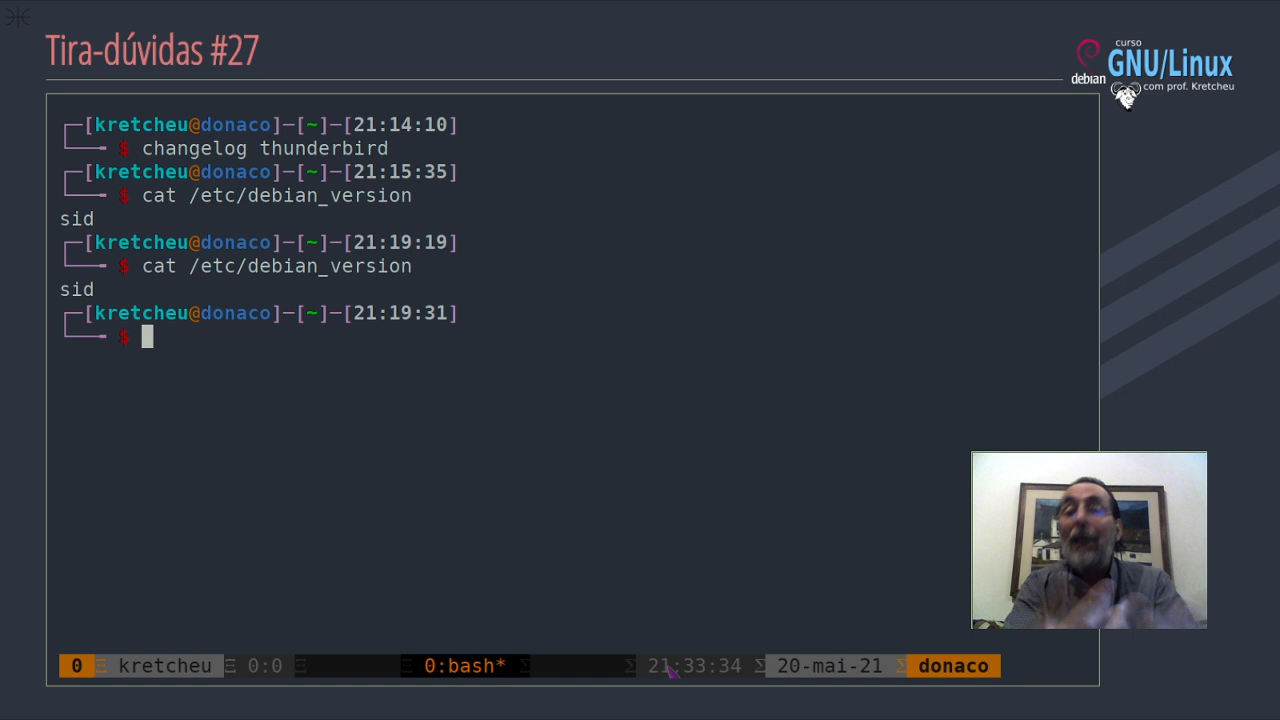 Tira-dúvidas #27
curso
GNU/Linux
debian
com prof. Kretcheu
┌─[kretcheu@donaco]─[~]─[21:14:10]
└──╼ $ changelog thunderbird
┌─[kretcheu@donaco]─[~]─[21:15:35]
└──╼ $ cat /etc/debian_version
sid
┌─[kretcheu@donaco]─[~]─[21:19:19]
└──╼ $ cat /etc/debian_version
sid
┌─[kretcheu@donaco]─[~]─[21:19:31]
└──╼ $
0 Ξ kretcheu Ξ 0:0 Ξ Ξ 0:bash* Σ Σ 21:33:34 Σ 20-mai-21 Σ donaco